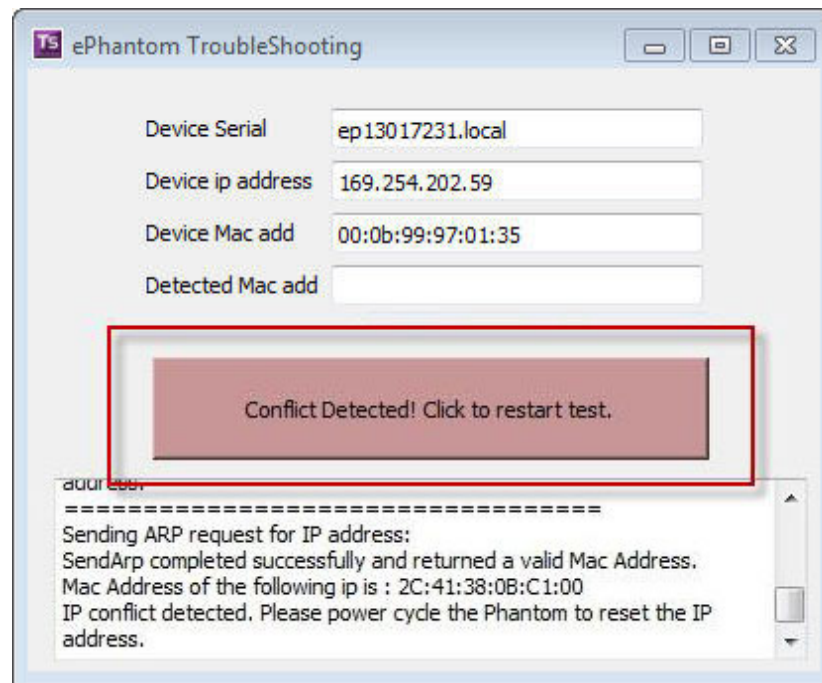 Ts ePhantom TroubleShooting
Device Serial ep13017231.local
Device ip address 169.254.202.59
Device Mac add 00:0b:99:97:01:35
Detected Mac add
Conflict Detected! Click to restart test.
address.
==================================
Sending ARP request for IP address:
SendArp completed successfully and returned a valid Mac Address.
Mac Address of the following ip is : 2C:41:38:0B:C1:00
IP conflict detected. Please power cycle the Phantom to reset the IP
address.